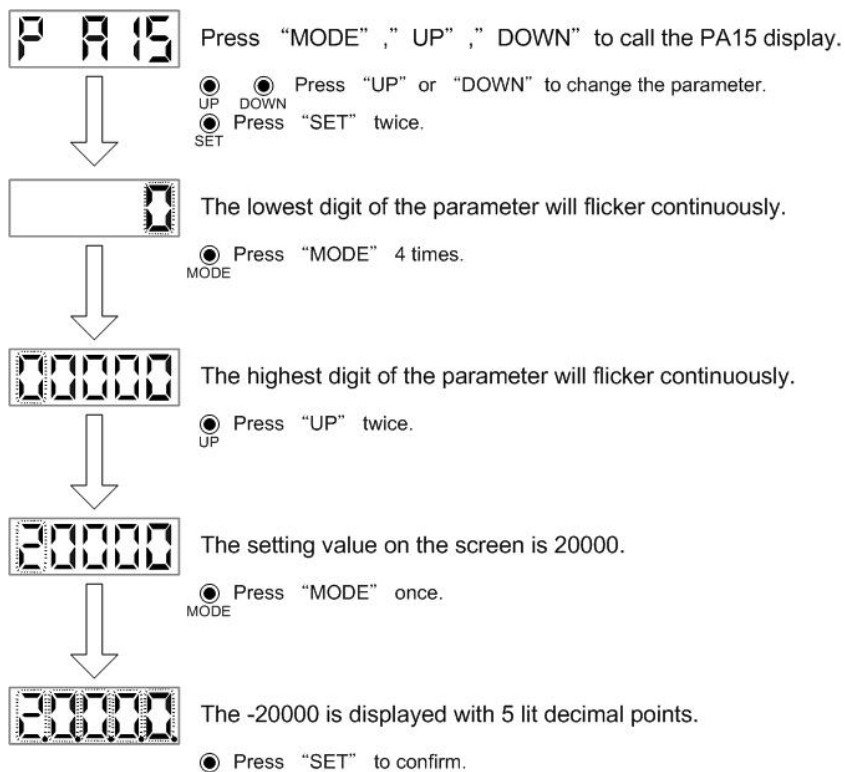 P A15
Press “MODE” ,” UP” ,” DOWN” to call the PA15 display.
UP DOWN Press “UP” or “DOWN” to change the parameter.
SET Press “SET” twice.
0
The lowest digit of the parameter will flicker continuously.
MODE Press “MODE” 4 times.
00000
The highest digit of the parameter will flicker continuously.
UP Press “UP” twice.
20000
The setting value on the screen is 20000.
MODE Press “MODE” once.
2.0.0.0.0.
The -20000 is displayed with 5 lit decimal points.
Press “SET” to confirm.